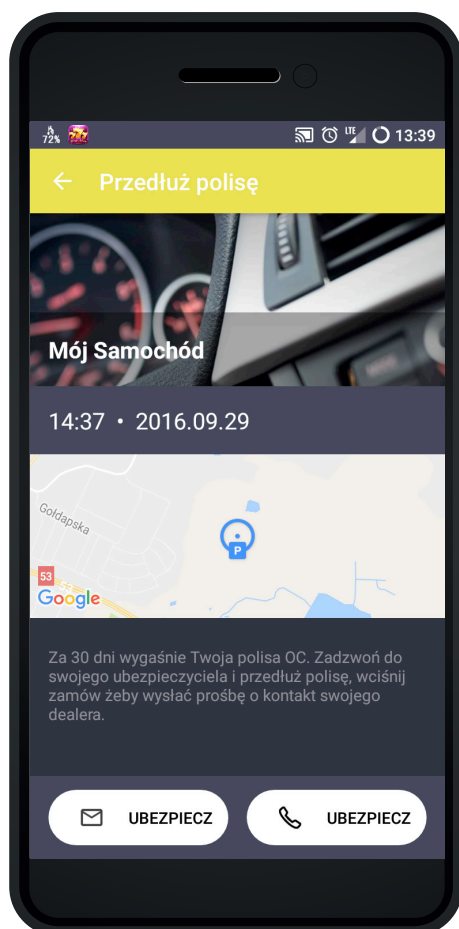 72%
LTE
13:39
Przedłuż polisę
Mój Samochód
14:37 • 2016.09.29
Gołdapska
P
53
53
Google
Za 30 dni wygaśnie Twoja polisa OC. Zadzwoń do
swojego ubezpieczyciela i przedłuż polisę, wciśnij
zamów żeby wysłać prośbę o kontakt swojego
dealera.
UBEZPIECZ
UBEZPIECZ